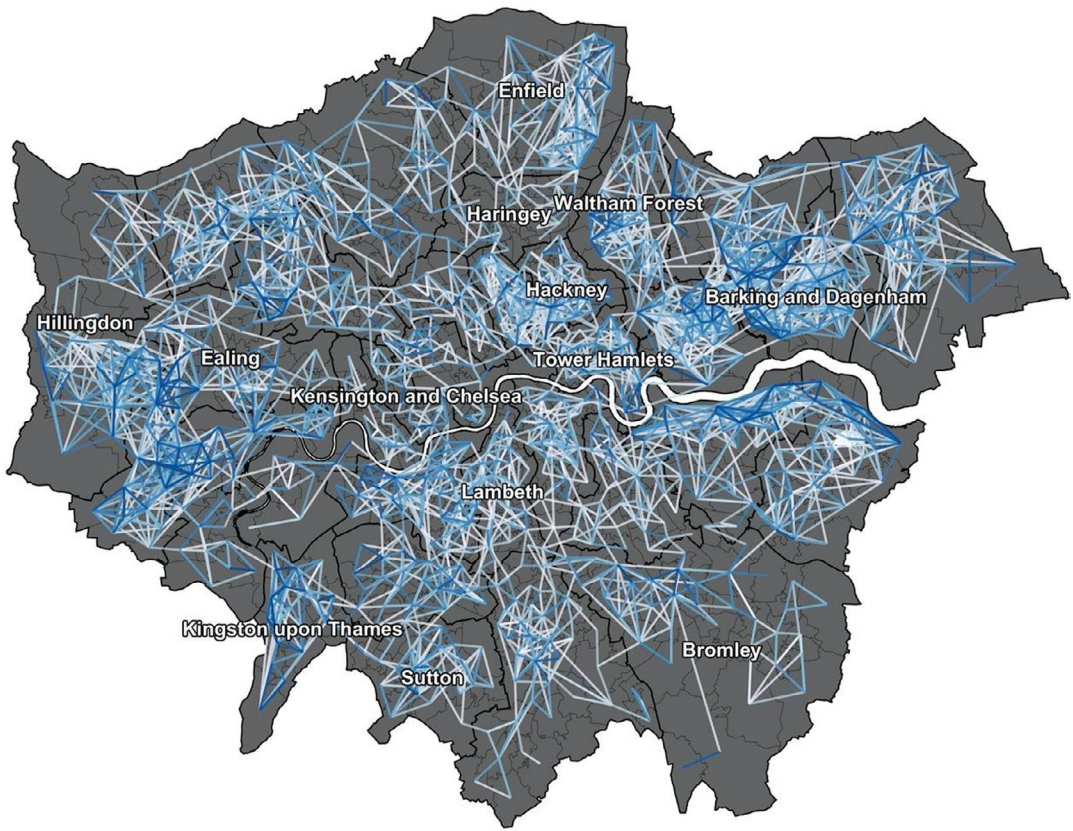 Enfield
Haringey
Waltham Forest
Hackney
Barking and Dagenham
Hillingdon
Ealing
Tower Hamlets
Kensington and Chelsea
Lambeth
Kingston upon Thames
Bromley
Sutton